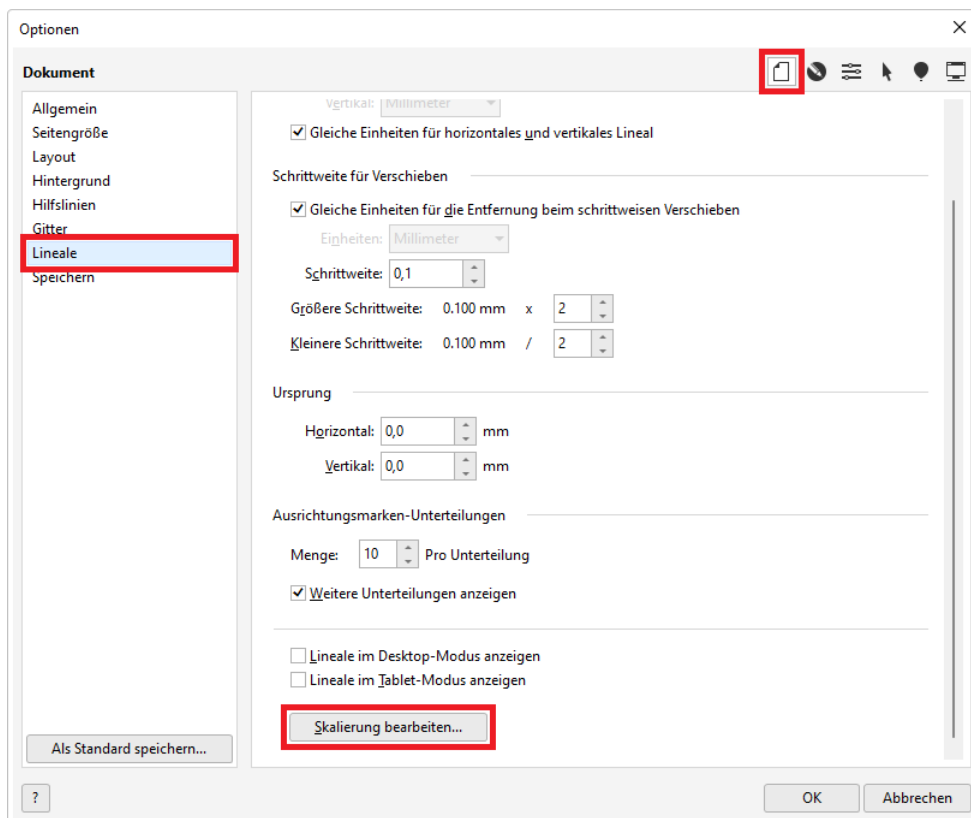 Optionen
Dokument
Allgemein
Seitengröße
Layout
Hintergrund
Hilfslinien
Gitter
Lineale
Speichern
Als Standard speichern...
Vertikal: Millimeter
Gleiche Einheiten für horizontales und vertikales Lineal
Schrittweite für Verschieben
Gleiche Einheiten für die Entfernung beim schrittweisen Verschieben
Einheiten: Millimeter
Schrittweite: 0,1
Größere Schrittweite: 0.100 mm x 2
Kleinere Schrittweite: 0.100 mm / 2
Ursprung
Horizontal: 0,0 mm
Vertikal: 0,0 mm
Ausrichtungsmarken-Unterteilungen
Menge: 10 Pro Unterteilung
Weitere Unterteilungen anzeigen
Lineale im Desktop-Modus anzeigen
Lineale im Tablet-Modus anzeigen
Skalierung bearbeiten...
? OK Abbrechen